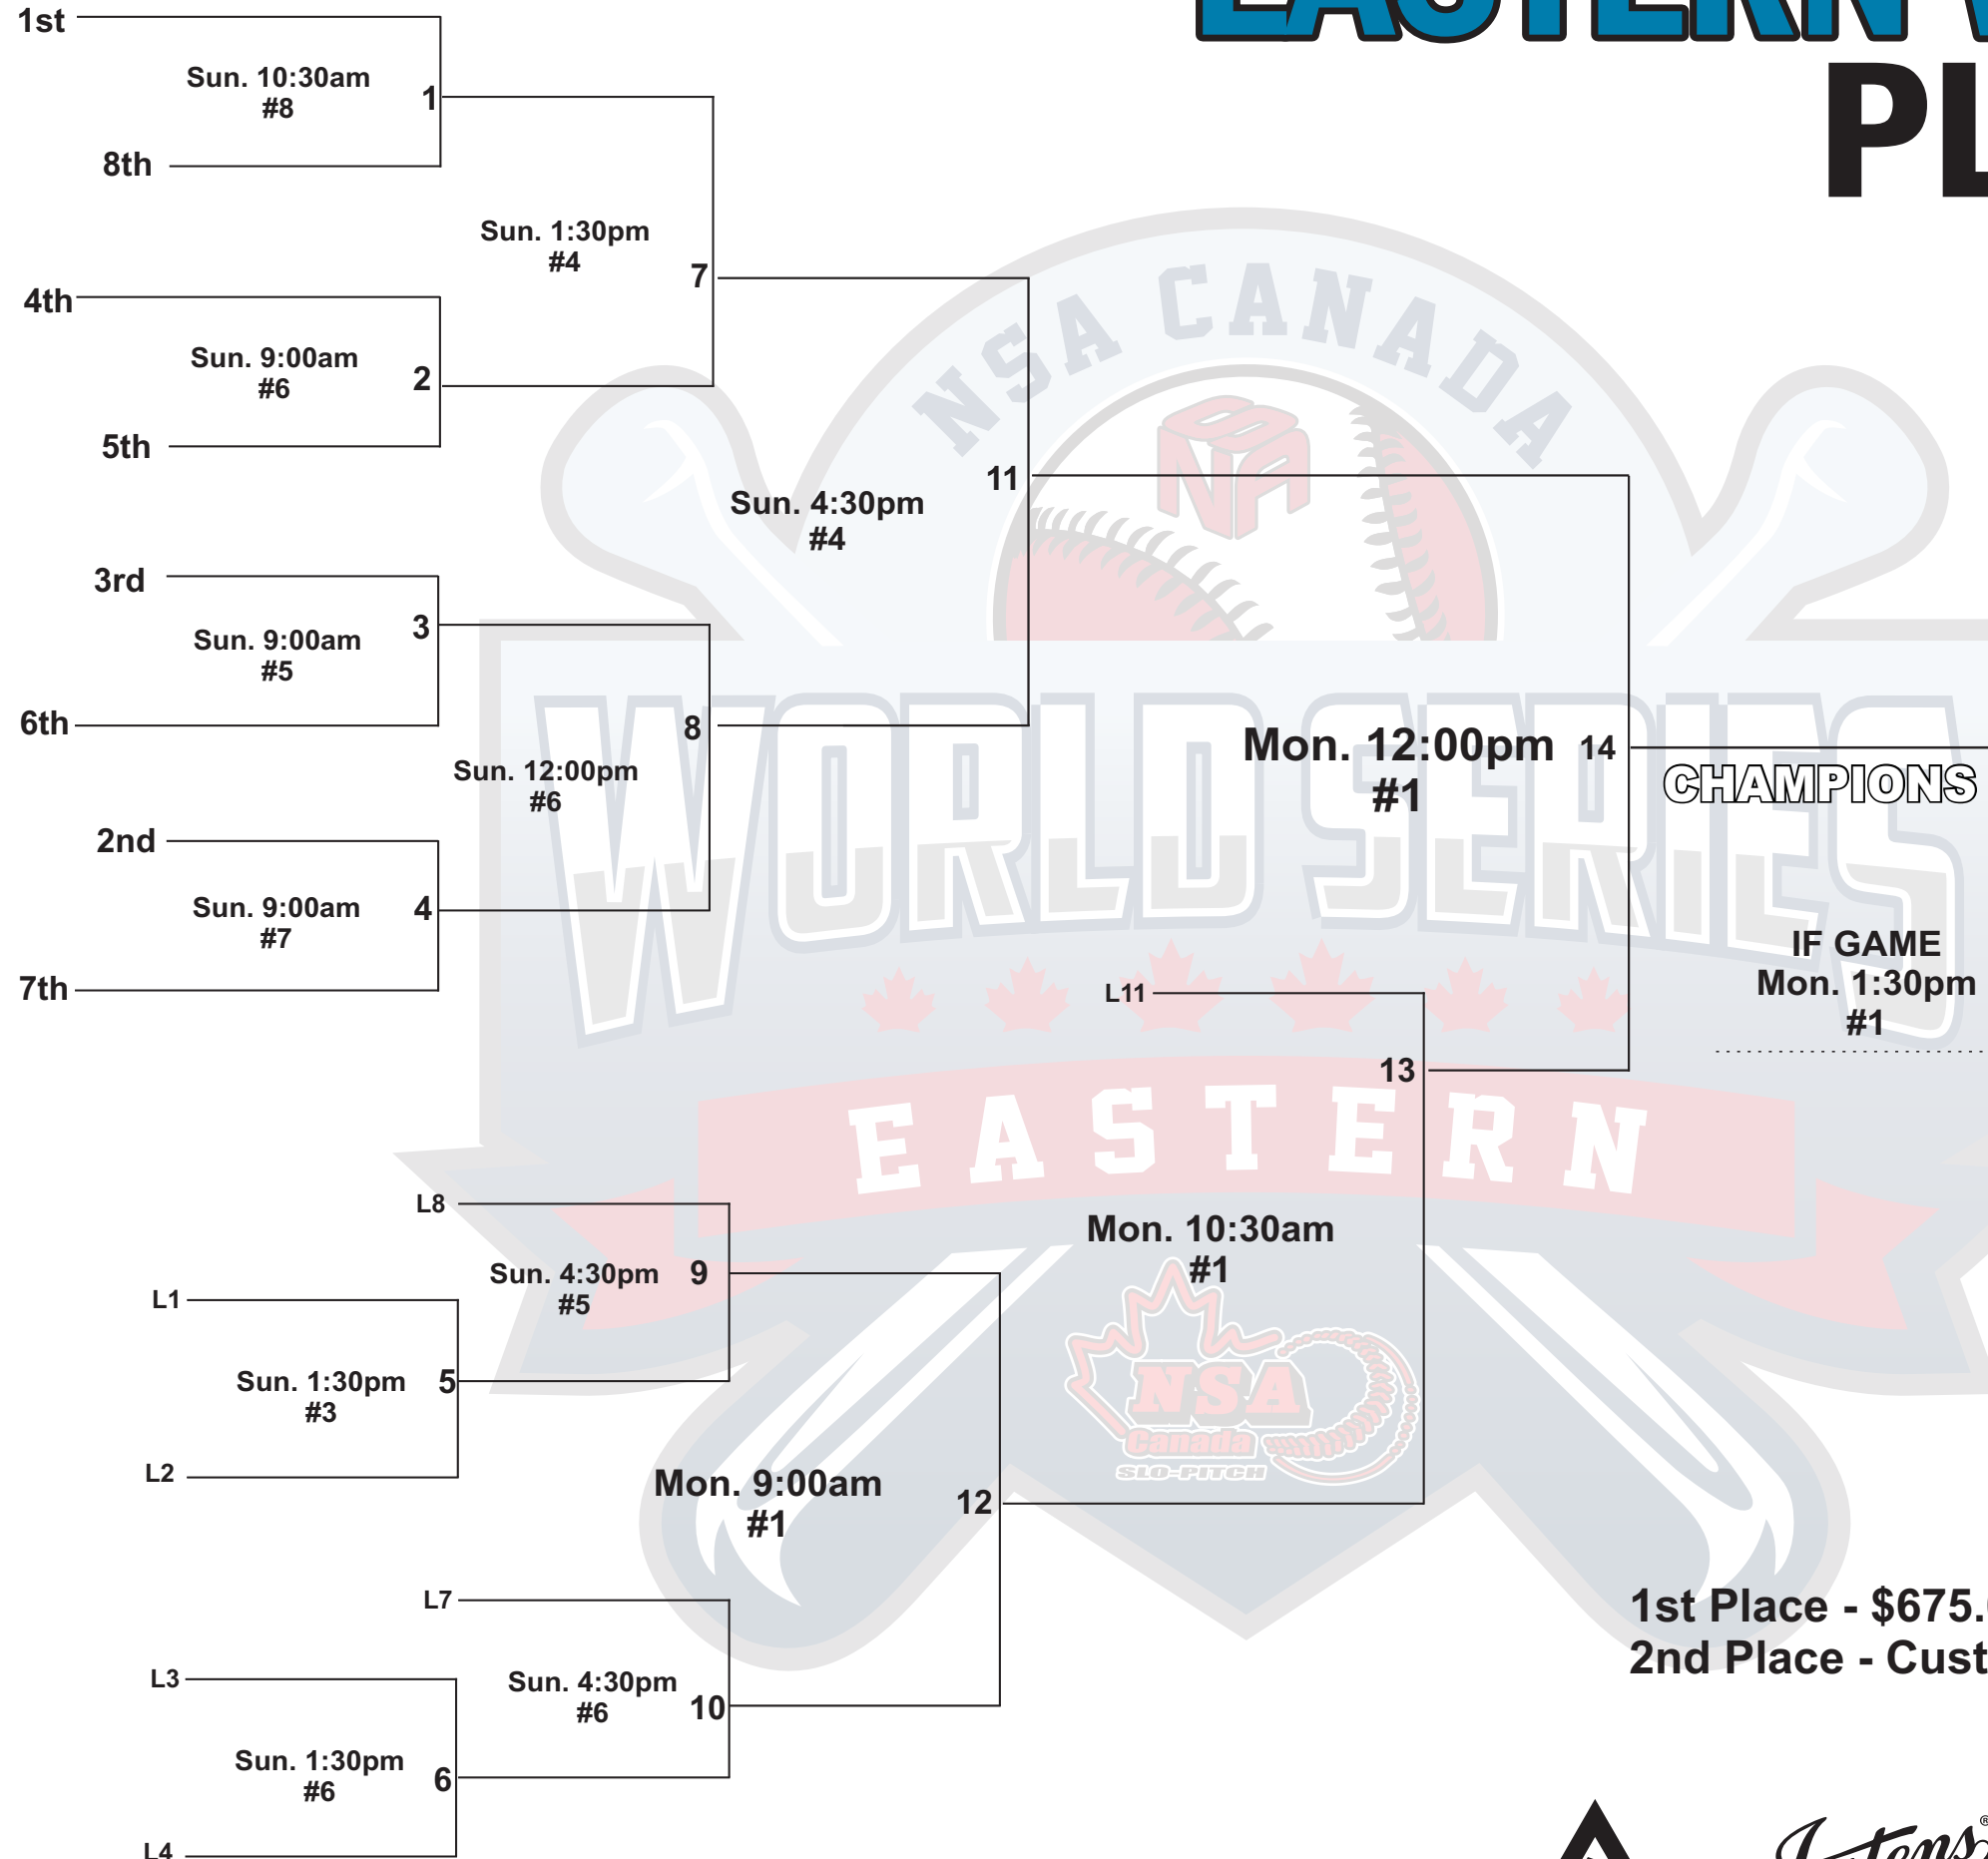 EASTERN
PL
1st
Sun. 10:30am
#8
1
8th
Sun. 1:30pm
#4
7
4th
Sun. 9:00am
#6
2
5th
NSA CANADA
NSA
11
Sun. 4:30pm
#4
3rd
Sun. 9:00am
#5
3
6th
8
Sun. 12:00pm
#6
WORLD SERIES
Mon. 12:00pm
#1
14
CHAMPIONS
2nd
Sun. 9:00am
#7
4
7th
IF GAME
Mon. 1:30pm
#1
L11
13
EASTERN
L8
Sun. 4:30pm
#5
9
Mon. 10:30am
#1
L1
Sun. 1:30pm
#3
5
L2
NSA
Canada
SLO-PITCH
Mon. 9:00am
#1
12
L7
Sun. 4:30pm
#6
10
L3
Sun. 1:30pm
#6
6
L4
1st Place - $675.
2nd Place - Cust